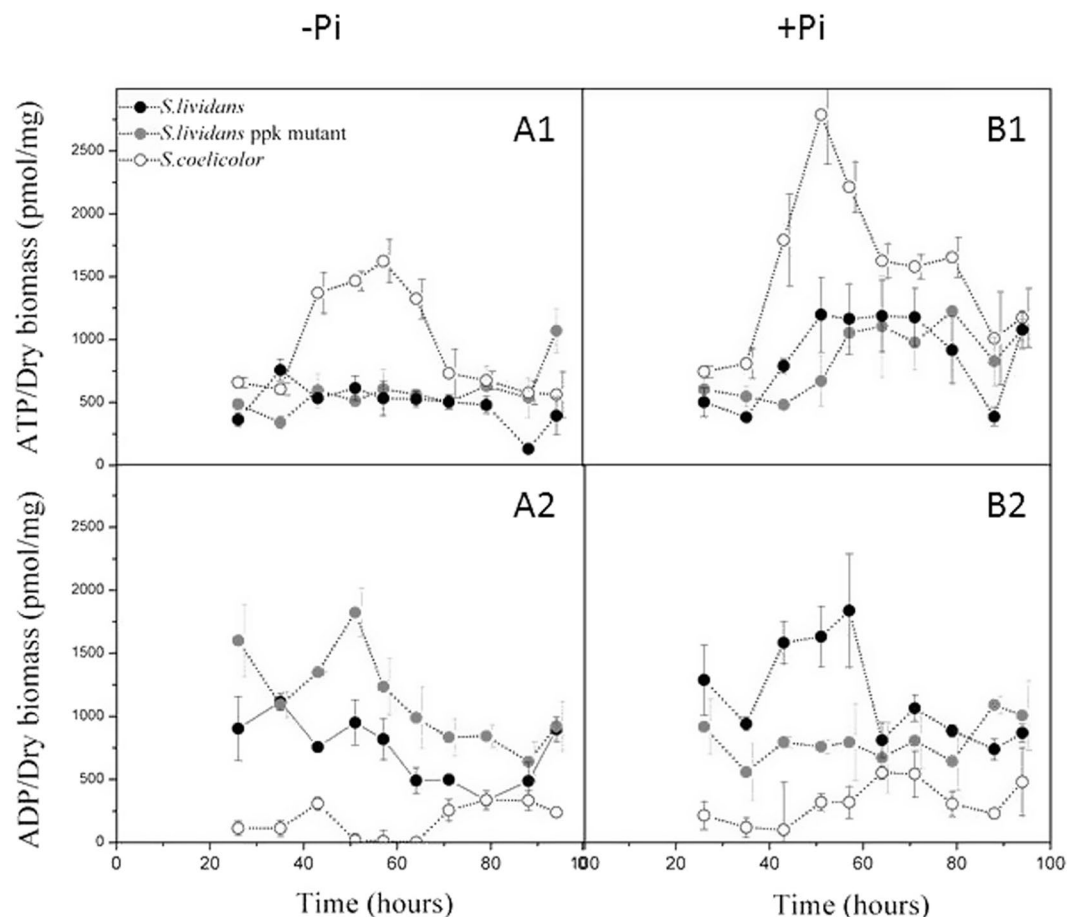 -Pi
+Pi
S.lividans
S.lividans ppk mutant
S.coelicolor
A1
B1
ATP/Dry biomass (pmol/mg)
2500
2000
1500
1000
500
0
A2
B2
ADP/Dry biomass (pmol/mg)
2500
2000
1500
1000
500
0
0 20 40 60 80 100 20 40 60 80 100
Time (hours)
Time (hours)